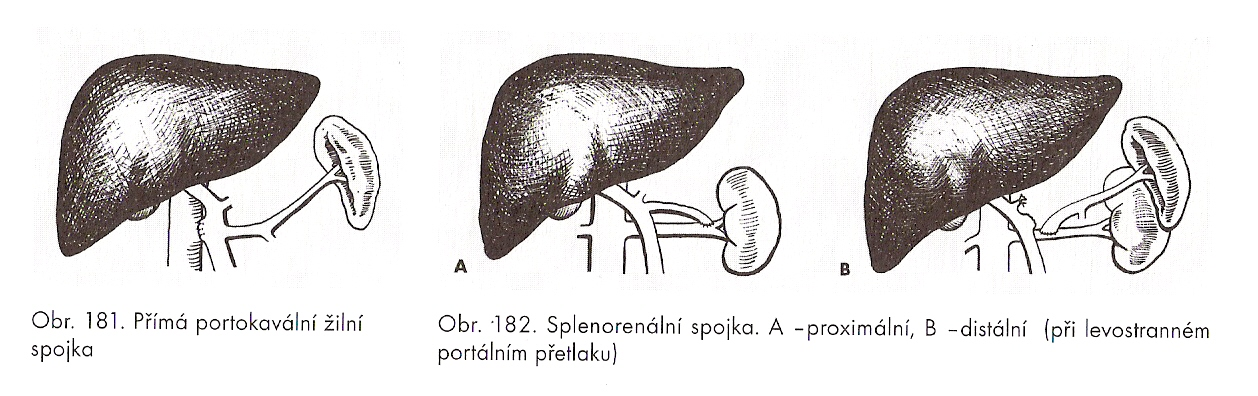 A
B
Obr. 181. Přímá portokavální žilní
spojka
Obr. 182. Splenorenální spojka. A –proximální, B –distální (při levostranném
portálním přetlaku)